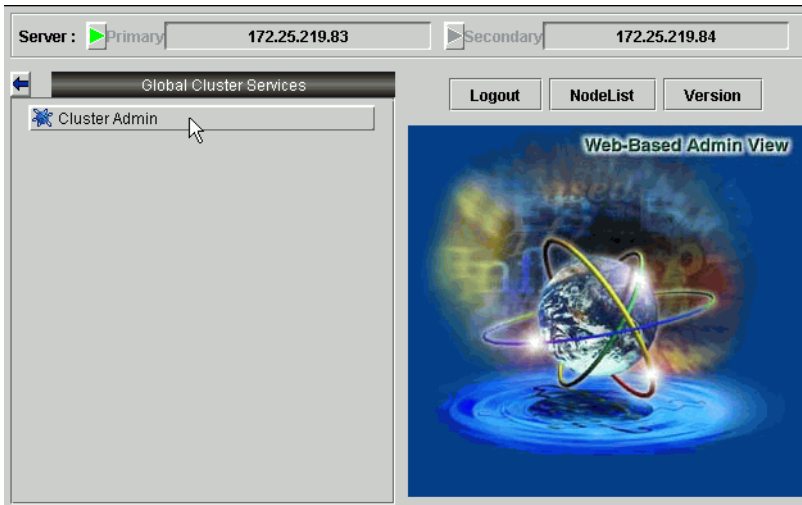 Server : Primary 172.25.219.83 Secondary 172.25.219.84
Global Cluster Services
Logout NodeList Version
Cluster Admin
Web-Based Admin View